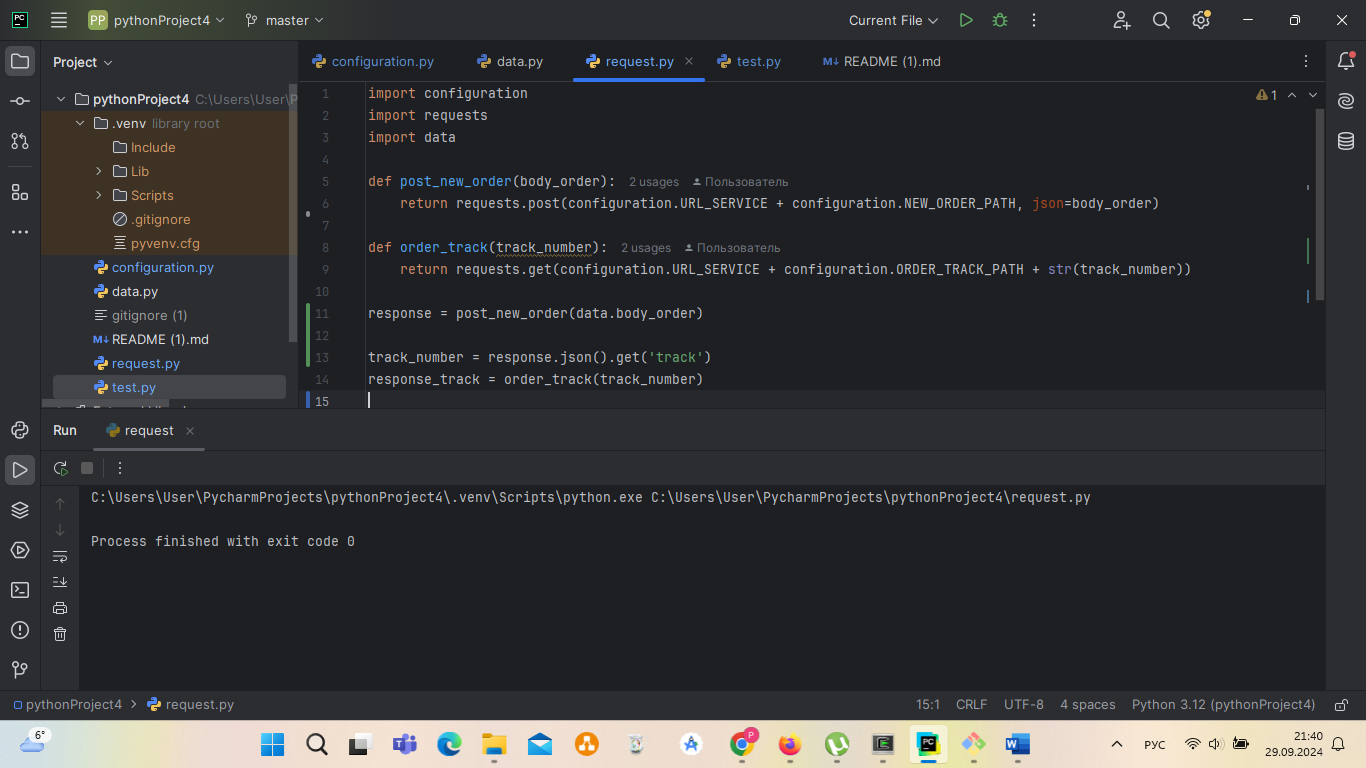 PC
PP pythonProject4
master
Current File
Project
configuration.py
data.py
request.py
test.py
M↓ README (1).md
pythonProject4 C:\Users\User\P
.venv library root
Include
Lib
Scripts
.gitignore
pyvenv.cfg
configuration.py
data.py
gitignore (1)
M↓ README (1).md
request.py
test.py
1 import configuration
2 import requests
3 import data
4
5 def post_new_order(body_order): 2 usages Пользователь
6 return requests.post(configuration.URL_SERVICE + configuration.NEW_ORDER_PATH, json=body_order)
7
8 def order_track(track_number): 2 usages Пользователь
9 return requests.get(configuration.URL_SERVICE + configuration.ORDER_TRACK_PATH + str(track_number))
10
11 response = post_new_order(data.body_order)
12
13 track_number = response.json().get('track')
14 response_track = order_track(track_number)
15
1
Run
request
C:\Users\User\PycharmProjects\pythonProject4\.venv\Scripts\python.exe C:\Users\User\PycharmProjects\pythonProject4\request.py
Process finished with exit code 0
pythonProject4 > request.py
15:1 CRLF UTF-8 4 spaces Python 3.12 (pythonProject4)
6°
P
PC
W
РУС
21:40
29.09.2024